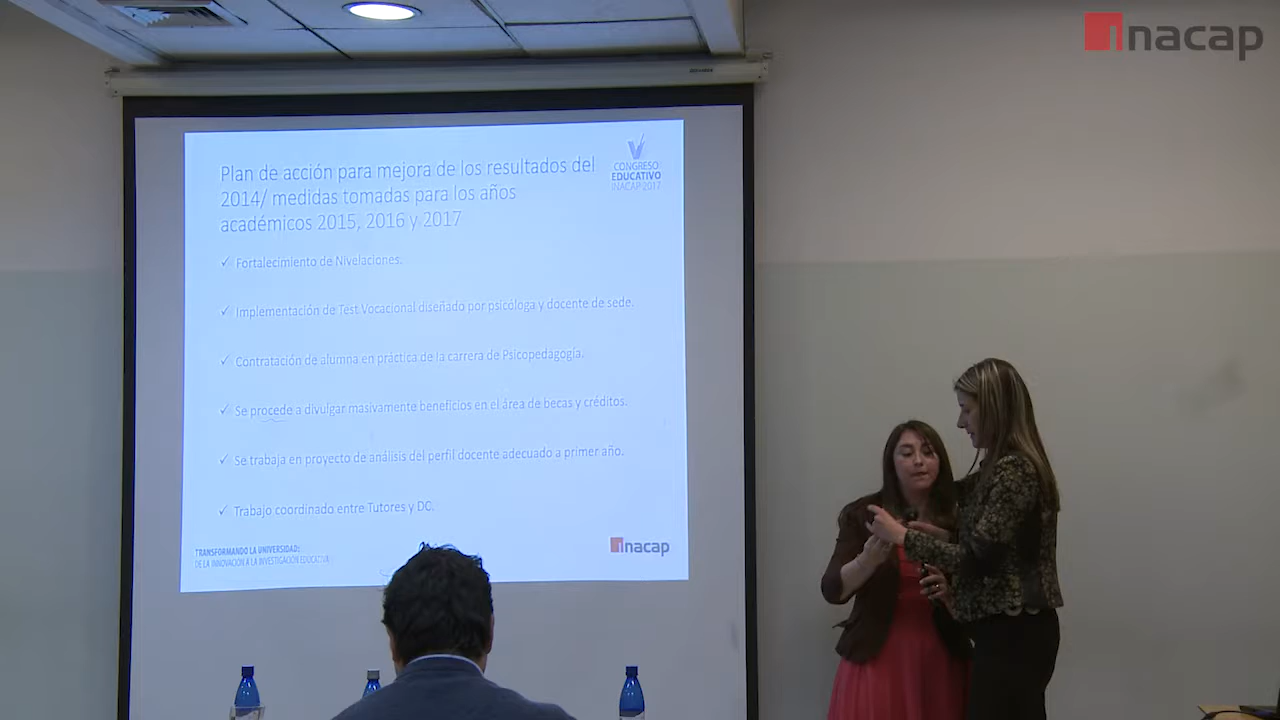 inacap
Plan de acción para mejora de los resultados del
2014/ medidas tomadas para los años
académicos 2015, 2016 y 2017
V
CONGRESO
EDUCATIVO
INACAP 2017
✓ Fortalecimiento de Nivelaciones.
✓ Implementación de Test Vocacional diseñado por psicóloga y docente de sede.
✓ Contratación de alumna en práctica de la carrera de Psicopedagogía.
✓ Se procede a divulgar masivamente beneficios en el área de becas y créditos.
✓ Se trabaja en proyecto de análisis del perfil docente adecuado a primer año.
✓ Trabajo coordinado entre Tutores y DC.
TRANSFORMANDO LA UNIVERSIDAD:
DE LA INNOVACIÓN A LA INVESTIGACIÓN EDUCATIVA
inacap